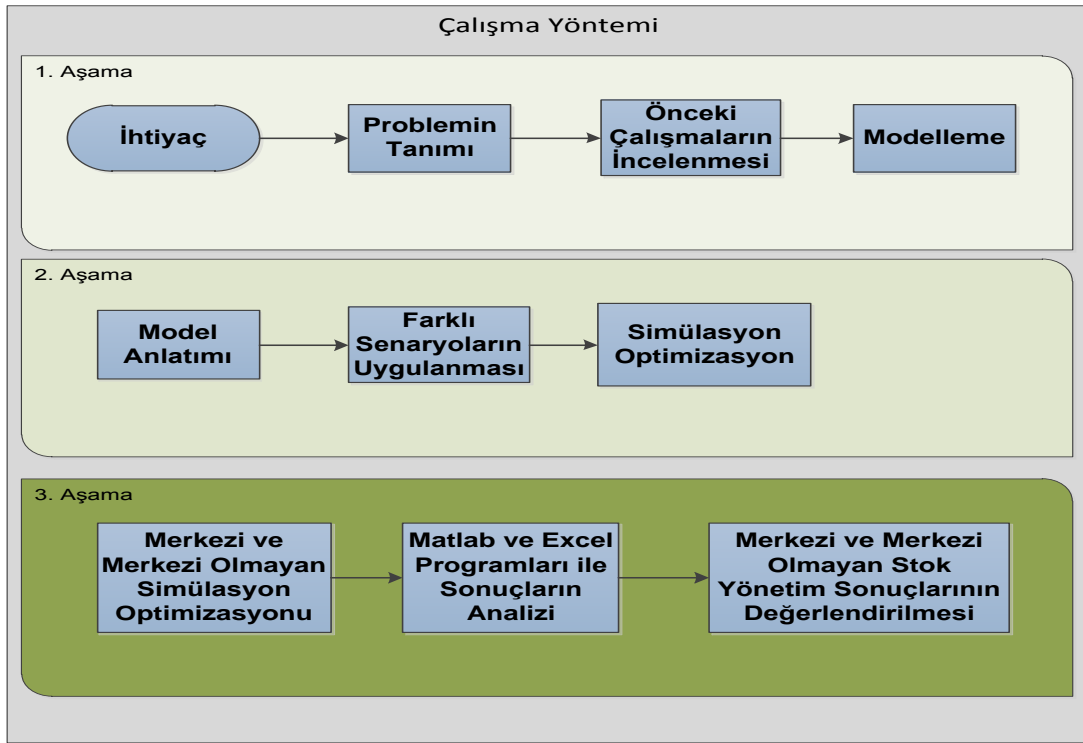 Çalışma Yöntemi
1. Aşama
İhtiyaç
Problemin
Tanımı
Önceki
Çalışmaların
İncelenmesi
Modelleme
2. Aşama
Model
Anlatımı
Farklı
Senaryoların
Uygulanması
Simülasyon
Optimizasyon
3. Aşama
Merkezi ve
Merkezi Olmayan
Simülasyon
Optimizasyonu
Matlab ve Excel
Programları ile
Sonuçların
Analizi
Merkezi ve Merkezi
Olmayan Stok
Yönetim Sonuçlarının
Değerlendirilmesi